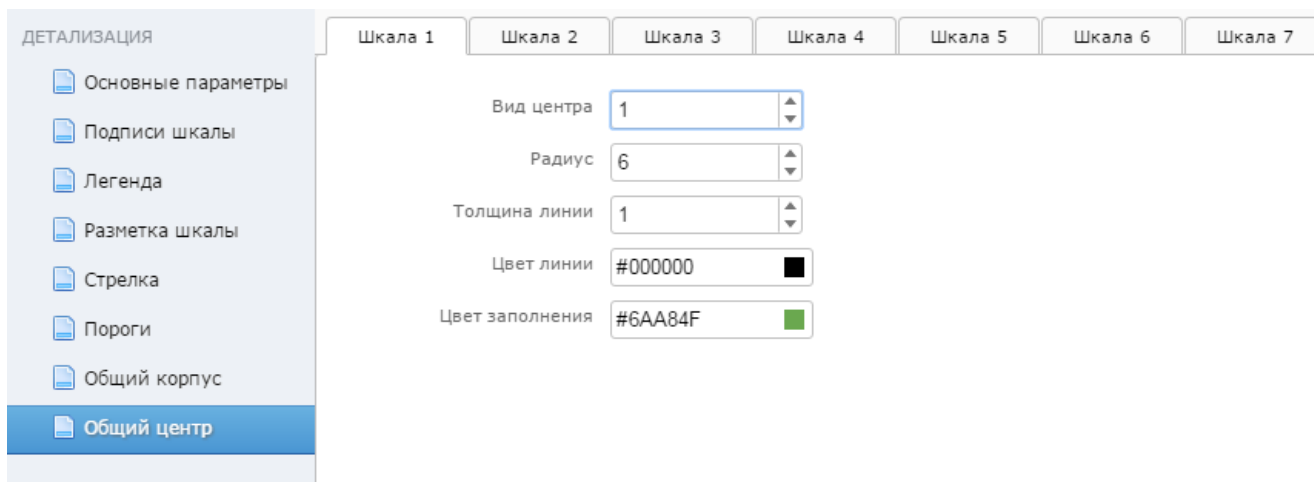 ДЕТАЛИЗАЦИЯ
Основные параметры
Подписи шкалы
Легенда
Разметка шкалы
Стрелка
Пороги
Общий корпус
Общий центр
Шкала 1 Шкала 2 Шкала 3 Шкала 4 Шкала 5 Шкала 6 Шкала 7
Вид центра 1
Радиус 6
Толщина линии 1
Цвет линии #000000
Цвет заполнения #6AA84F